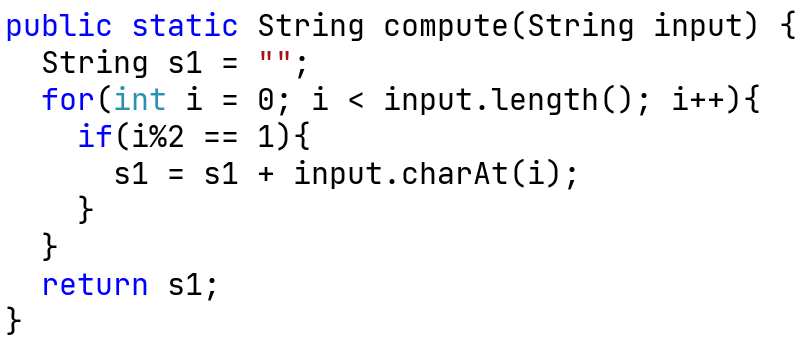 public static String compute(String input) {
  String s1 = "";
  for(int i = 0; i < input.length(); i++){
    if(i%2 == 1){
      s1 = s1 + input.charAt(i);
    }
  }
  return s1;
}